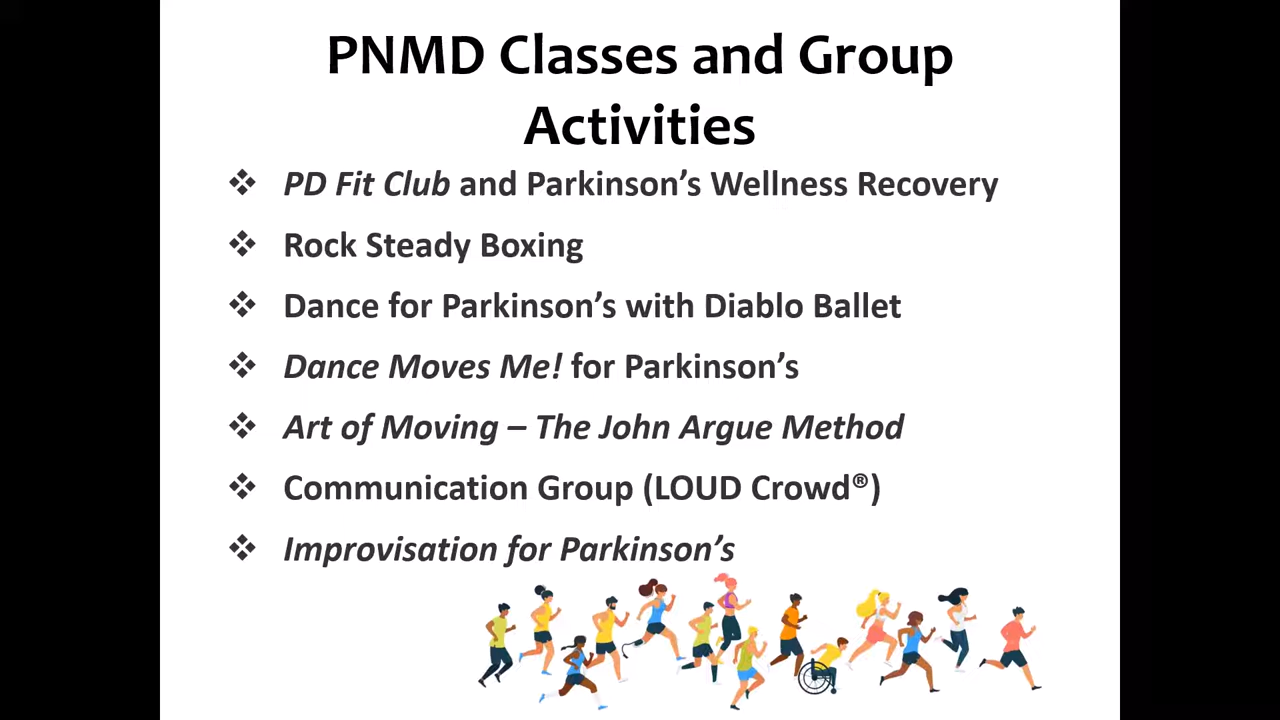 PNMD Classes and Group
Activities
❖ PD Fit Club and Parkinson’s Wellness Recovery
❖ Rock Steady Boxing
❖ Dance for Parkinson’s with Diablo Ballet
❖ Dance Moves Me! for Parkinson’s
❖ Art of Moving – The John Argue Method
❖ Communication Group (LOUD Crowd®)
❖ Improvisation for Parkinson’s